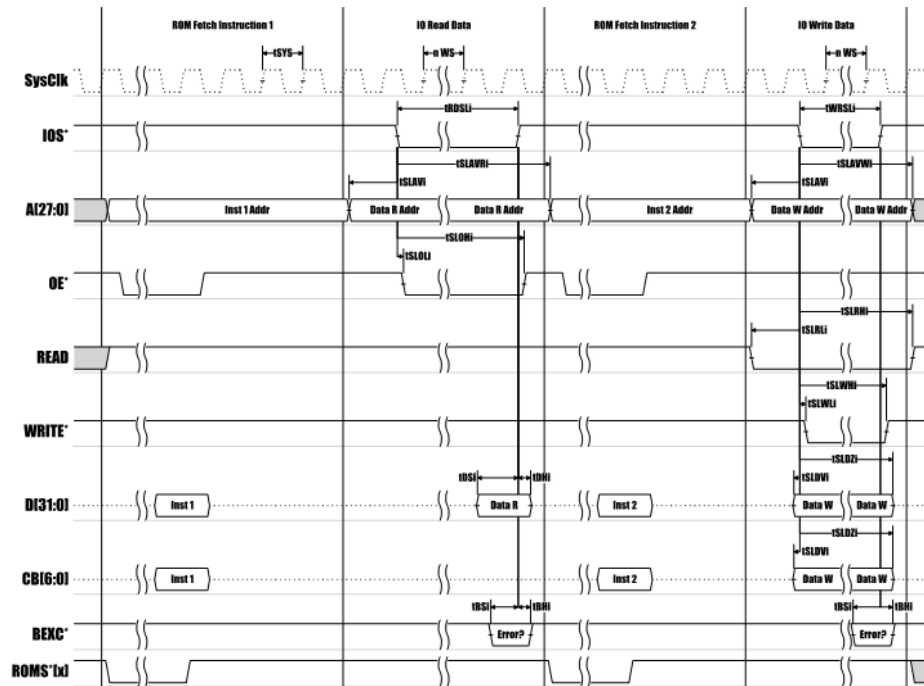 ROM Fetch Instruction 1 IO Read Data ROM Fetch Instruction 2 IO Write Data
tSYS n WS n WS
SysClk
tRDSLi tWRSLi
IOS*
tSLAVRi tSLAVWi
tSLAVi tSLAVi
A[27:0] Inst 1 Addr Data R Addr Data R Addr Inst 2 Addr Data W Addr Data W Addr
tSLOHi
tSLOLi
OE*
tSLRHi
tSLRLi
READ
tSLWHi
tSLWLi
WRITE*
tSLDZi
tDSi tDHi tSLDVi
D[31:0] Inst 1 Data R Inst 2 Data W Data W
tSLDZi
tSLDVi
CB[6:0] Inst 1 Inst 2 Data W Data W
tBSi tBHi tBSi tBHi
BEXC* Error? Error?
ROMS*[x]